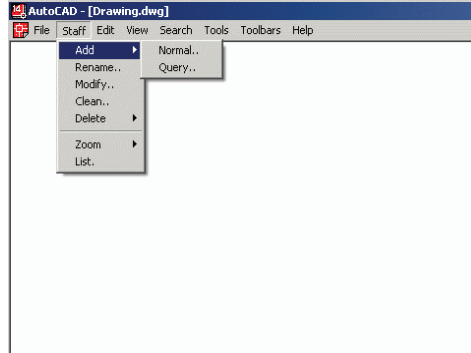 14 AutoCAD - [Drawing.dwg]
File Staff Edit View Search Tools Toolbars Help
Add Normal..
Rename.. Query..
Modify..
Clean..
Delete
Zoom
List.